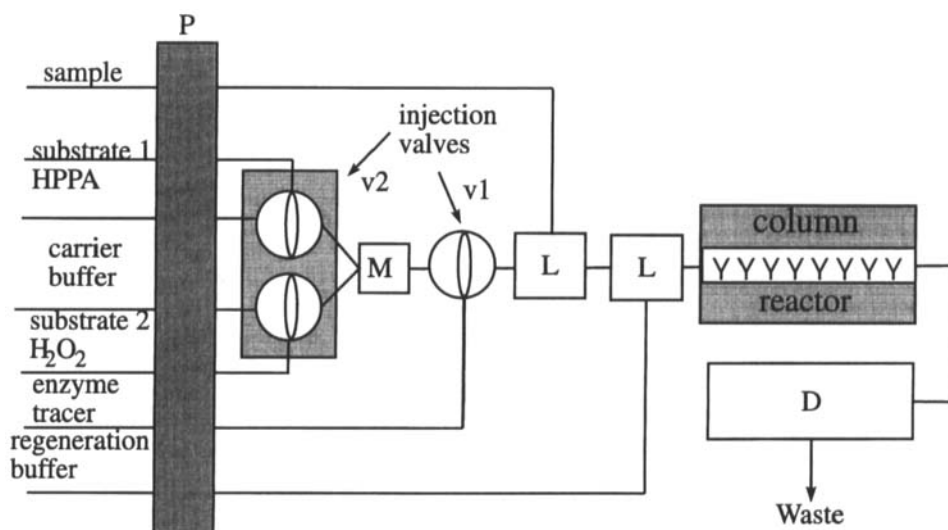 P
sample
injection
valves
substrate 1
HPPA
v2
v1
carrier
buffer
M
L
L
column
Y Y Y Y Y Y Y Y
reactor
substrate 2
H₂O₂
enzyme
tracer
D
regeneration
buffer
Waste